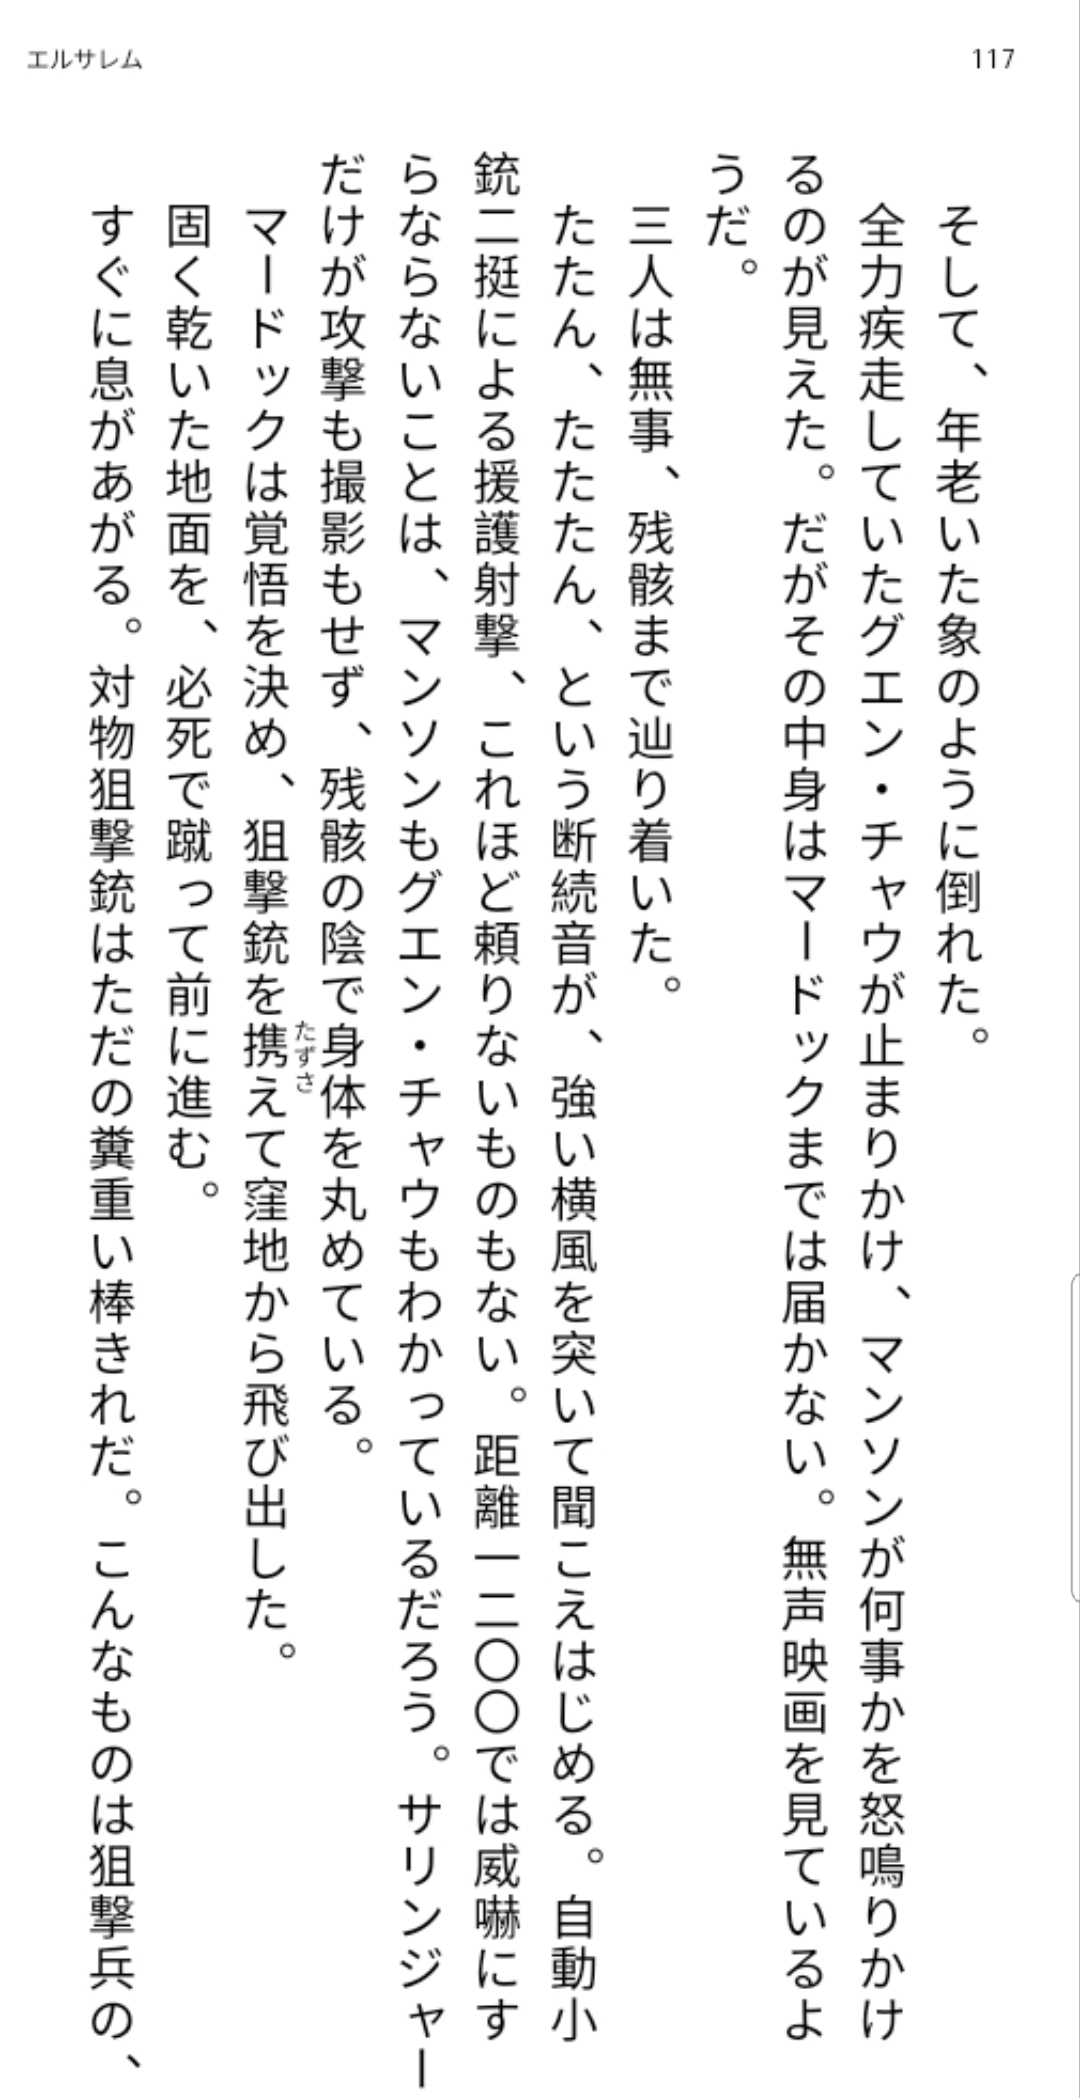 エルサレム
117
そして、年老いた象のように倒れた。
全力疾走していたグエン・チャウが止まりかけ、マンソンが何事かを怒鳴りかけ
るのが見えた。だがその中身はマードックまでは届かない。無声映画を見ているよ
うだ。
三人は無事、残骸まで辿り着いた。
たたん、たたたん、という断続音が、強い横風を突いて聞こえはじめる。自動小
銃二挺による援護射撃、これほど頼りないものもない。距離一二〇〇では威嚇にす
らならないことは、マンソンもグエン・チャウもわかっているだろう。サリンジャー
だけが攻撃も撮影もせず、残骸の陰で身体を丸めている。
マードックは覚悟を決め、狙撃銃を携えて窪地から飛び出した。
たずさ
固く乾いた地面を、必死で蹴って前に進む。
すぐに息があがる。対物狙撃銃はただの糞重い棒きれだ。こんなものは狙撃兵の、